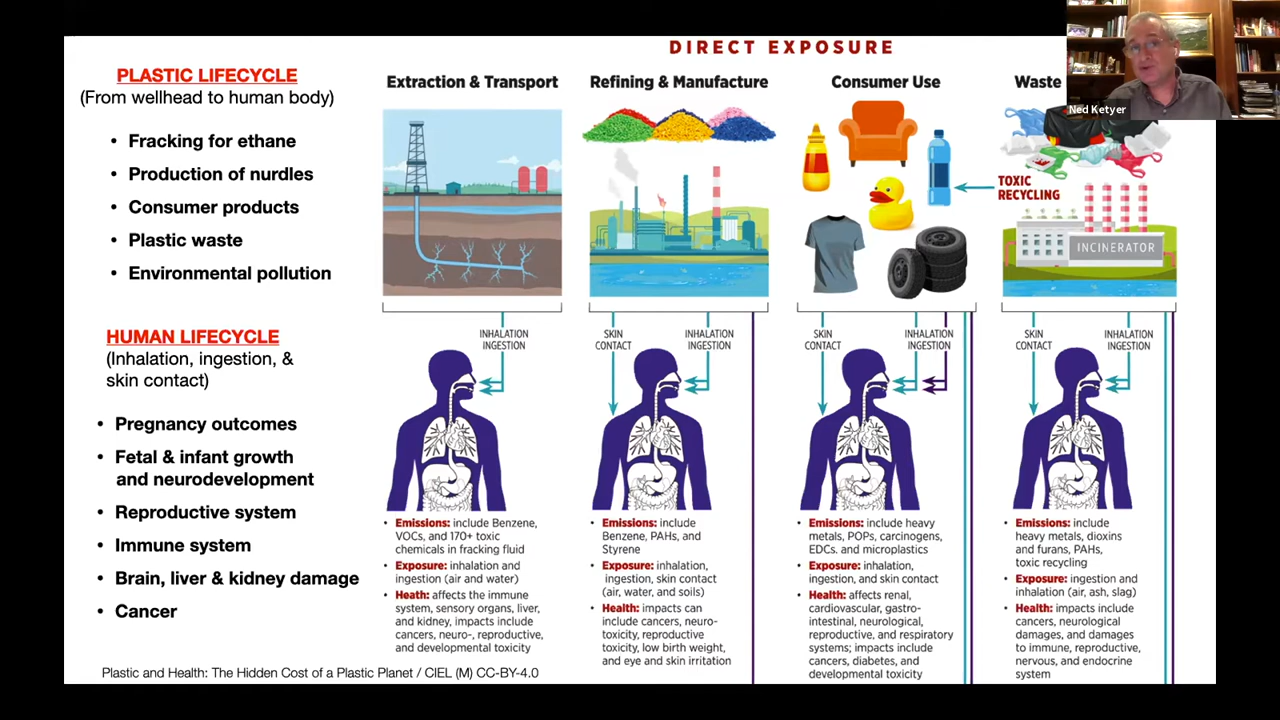 DIRECT EXPOSURE
Ned Ketyer
PLASTIC LIFECYCLE
(From wellhead to human body)
• Fracking for ethane
• Production of nurdles
• Consumer products
• Plastic waste
• Environmental pollution
HUMAN LIFECYCLE
(Inhalation, ingestion, &
skin contact)
• Pregnancy outcomes
• Fetal & infant growth
and neurodevelopment
• Reproductive system
• Immune system
• Brain, liver & kidney damage
• Cancer
Extraction & Transport
INHALATION
INGESTION
• Emissions: include Benzene,
VOCs, and 170+ toxic
chemicals in fracking fluid
• Exposure: inhalation and
ingestion (air and water)
• Heath: affects the immune
system, sensory organs, liver,
and kidney, impacts include
cancers, neuro-, reproductive,
and developmental toxicity
Refining & Manufacture
SKIN
CONTACT
INHALATION
INGESTION
• Emissions: include
Benzene, PAHs, and
Styrene
• Exposure: inhalation,
ingestion, skin contact
(air, water, and soils)
• Health: impacts can
include cancers, neuro-
toxicity, reproductive
toxicity, low birth weight,
and eye and skin irritation
Consumer Use
TOXIC
RECYCLING
SKIN
CONTACT
INHALATION
INGESTION
• Emissions: include heavy
metals, POPs, carcinogens,
EDCs. and microplastics
• Exposure: inhalation,
ingestion, and skin contact
• Health: affects renal,
cardiovascular, gastro-
intestinal, neurological,
reproductive, and respiratory
systems; impacts include
cancers, diabetes, and
developmental toxicity
Waste
INCINERATOR
SKIN
CONTACT
INHALATION
INGESTION
• Emissions: include
heavy metals, dioxins
and furans, PAHs,
toxic recycling
• Exposure: ingestion and
inhalation (air, ash, slag)
• Health: impacts include
cancers, neurological
damages, and damages
to immune, reproductive,
nervous, and endocrine
system
Plastic and Health: The Hidden Cost of a Plastic Planet / CIEL (M) CC-BY-4.0